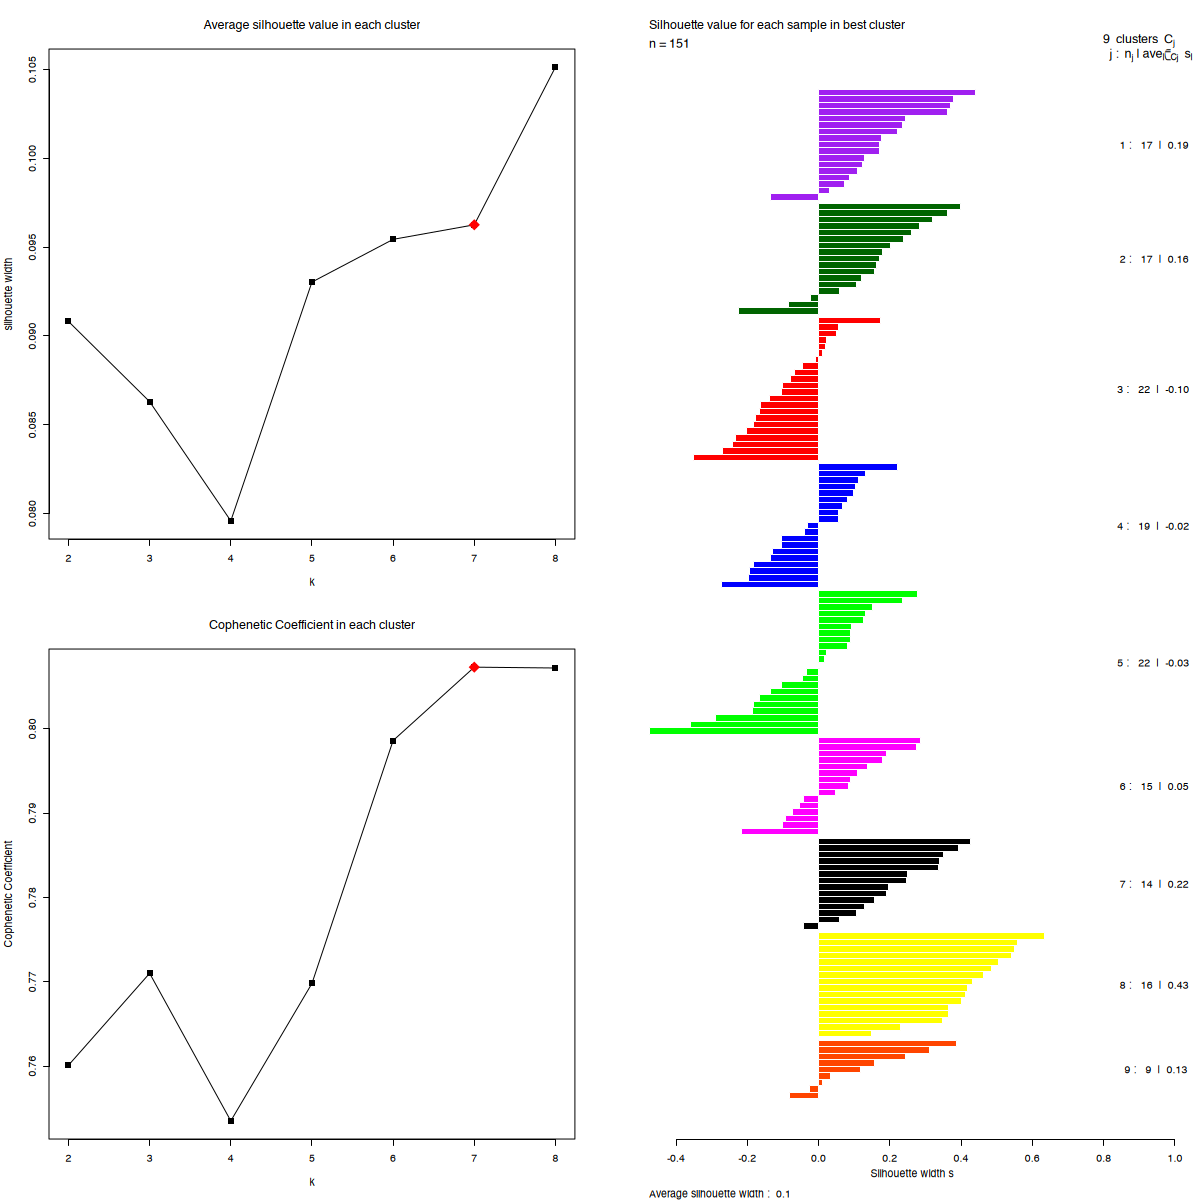 Average silhouette value in each cluster
silhouette width
0.105
0.100
0.095
0.090
0.085
0.080
2 3 4 5 6 7 8
k
Cophenetic Coefficient in each cluster
Cophenetic Coefficient
0.80
0.79
0.78
0.77
0.76
2 3 4 5 6 7 8
k
Silhouette value for each sample in best cluster
n = 151
9 clusters Cj
j : nj | ave i∈Cj si
1 : 17 | 0.19
2 : 17 | 0.16
3 : 22 | -0.10
4 : 19 | -0.02
5 : 22 | -0.03
6 : 15 | 0.05
7 : 14 | 0.22
8 : 16 | 0.43
9 : 9 | 0.13
-0.4 -0.2 0.0 0.2 0.4 0.6 0.8 1.0
Silhouette width s
Average silhouette width : 0.1